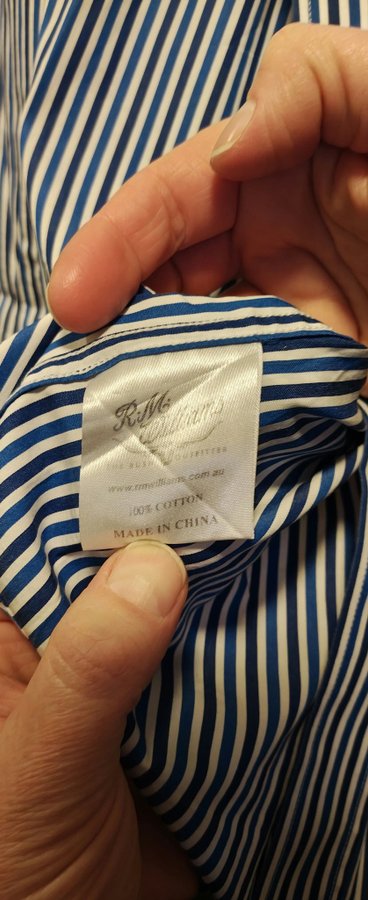 R.M.
Williams
THE BUSH OUTFITTER
www.rmwilliams.com.au
100% COTTON
MADE IN CHINA